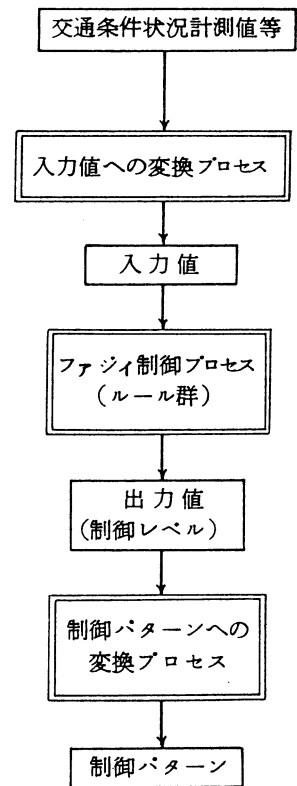 交通条件状況計測値等
入力値への変換プロセス
入力値
ファジィ制御プロセス
(ルール群)
出力値
(制御レベル)
制御パターンへの
変換プロセス
制御パターン